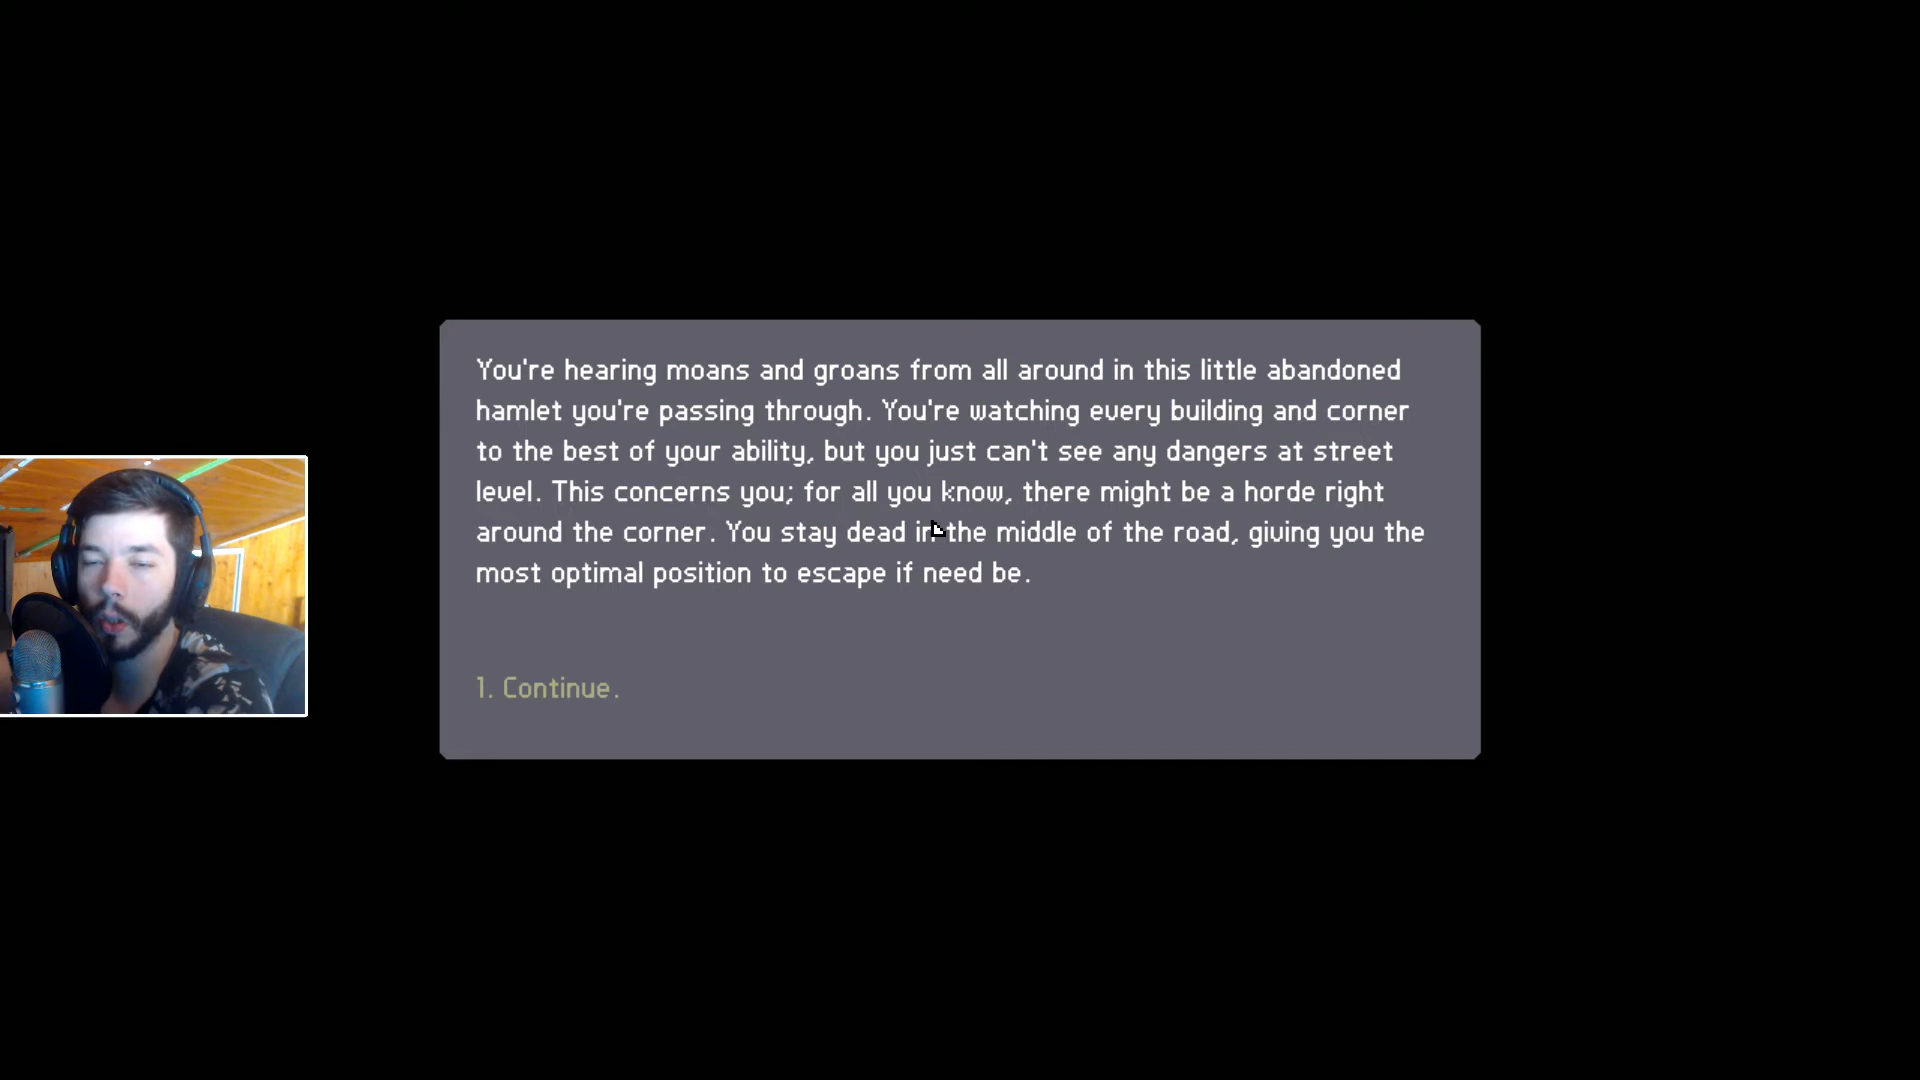 You're hearing moans and groans from all around in this little abandoned
hamlet you're passing through. You're watching every building and corner
to the best of your ability, but you just can't see any dangers at street
level. This concerns you; for all you know, there might be a horde right
around the corner. You stay dead in the middle of the road, giving you the
most optimal position to escape if need be.
1. Continue.